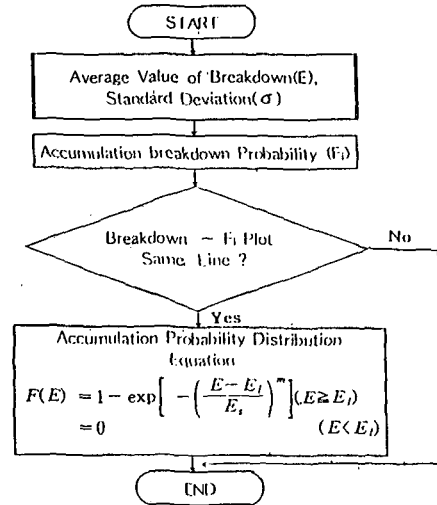 START
Average Value of Breakdown(E),
Standard Deviation(σ)
Accumulation breakdown Probability (Fi)
Breakdown ~ Fi Plot
Same Line ?
No
Yes
Accumulation Probability Distribution
Equation
F(E) = 1 − exp[ −( (E − E_l) / E_s )^m ] (E ≧ E_l)
= 0 (E < E_l)
END